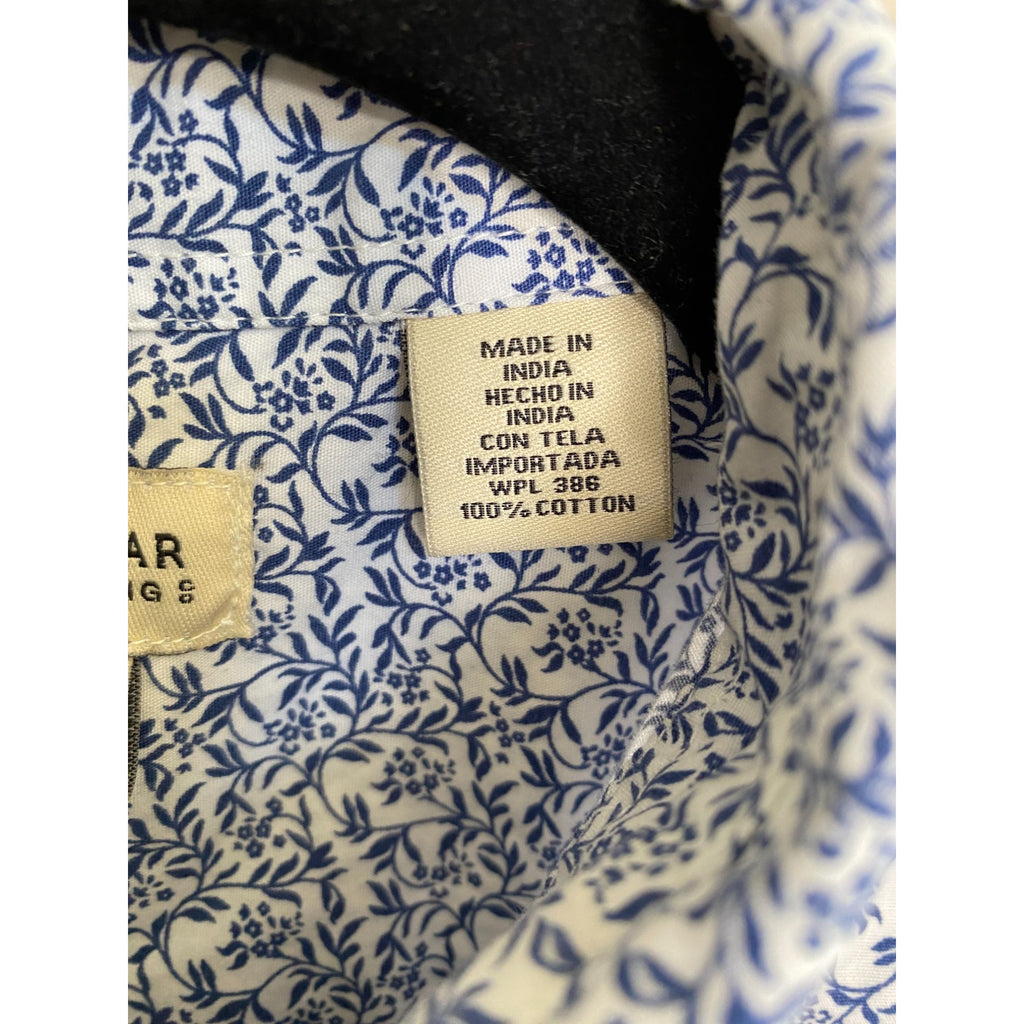 MADE IN
INDIA
HECHO IN
INDIA
CON TELA
IMPORTADA
WPL 386
100% COTTON